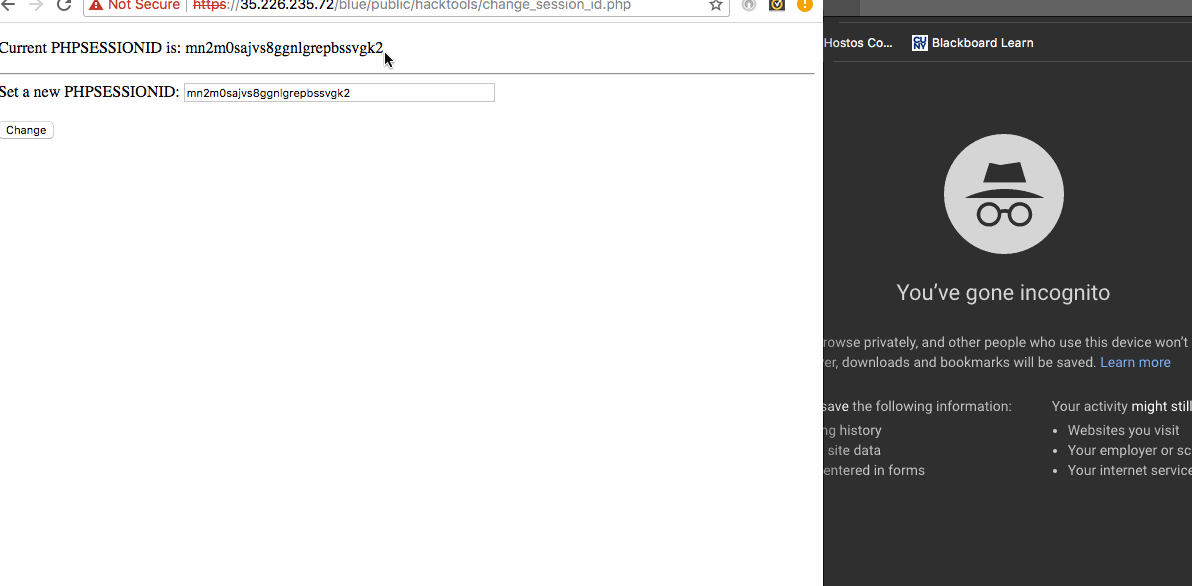 Not Secure https://35.226.235.72/blue/public/hacktools/change_session_id.php
Current PHPSESSIONID is: mn2m0sajvs8ggnlgrepbssvgk2
Set a new PHPSESSIONID: mn2m0sajvs8ggnlgrepbssvgk2
Change
Hostos Co... CU NY Blackboard Learn
You've gone incognito
rowse privately, and other people who use this device won't
er, downloads and bookmarks will be saved. Learn more
save the following information:
ng history
site data
entered in forms
Your activity might still
• Websites you visit
• Your employer or sc
• Your internet service